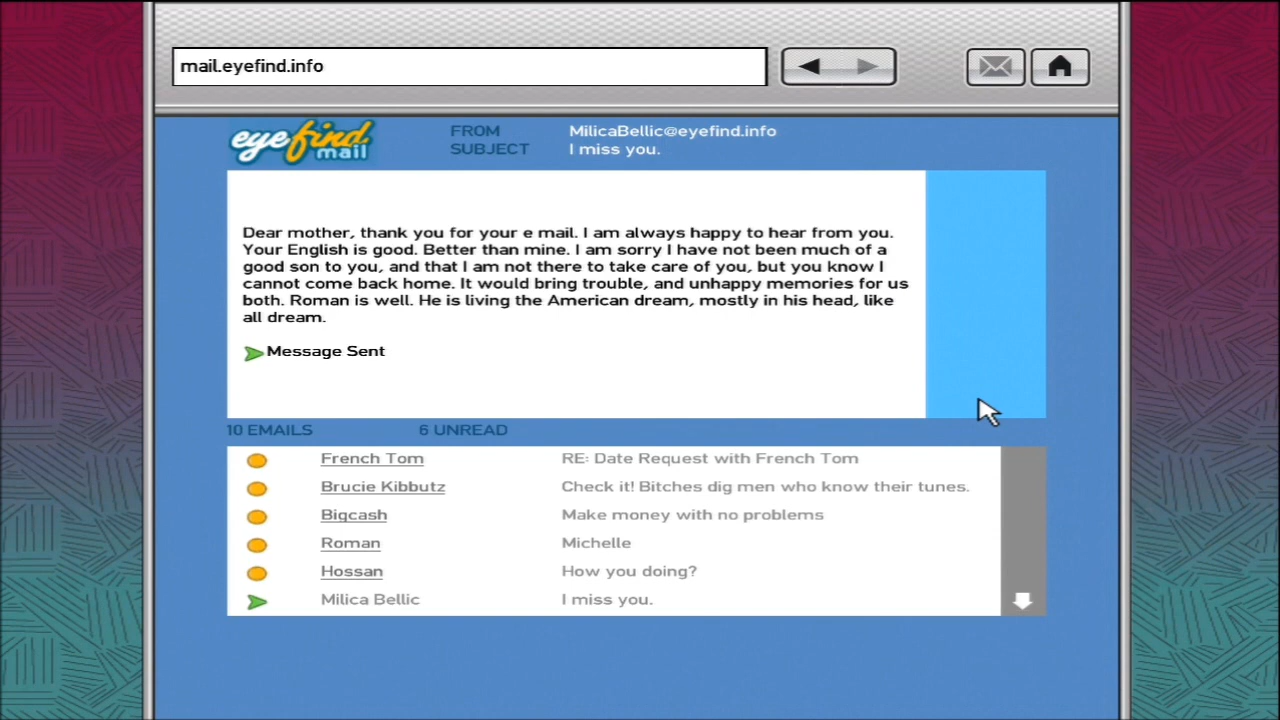 mail.eyefind.info
eyefind mail
FROM MilicaBellic@eyefind.info
SUBJECT I miss you.
Dear mother, thank you for your e mail. I am always happy to hear from you.
Your English is good. Better than mine. I am sorry I have not been much of a
good son to you, and that I am not there to take care of you, but you know I
cannot come back home. It would bring trouble, and unhappy memories for us
both. Roman is well. He is living the American dream, mostly in his head, like
all dream.
Message Sent
10 EMAILS 6 UNREAD
French Tom RE: Date Request with French Tom
Brucie Kibbutz Check it! Bitches dig men who know their tunes.
Bigcash Make money with no problems
Roman Michelle
Hossan How you doing?
Milica Bellic I miss you.